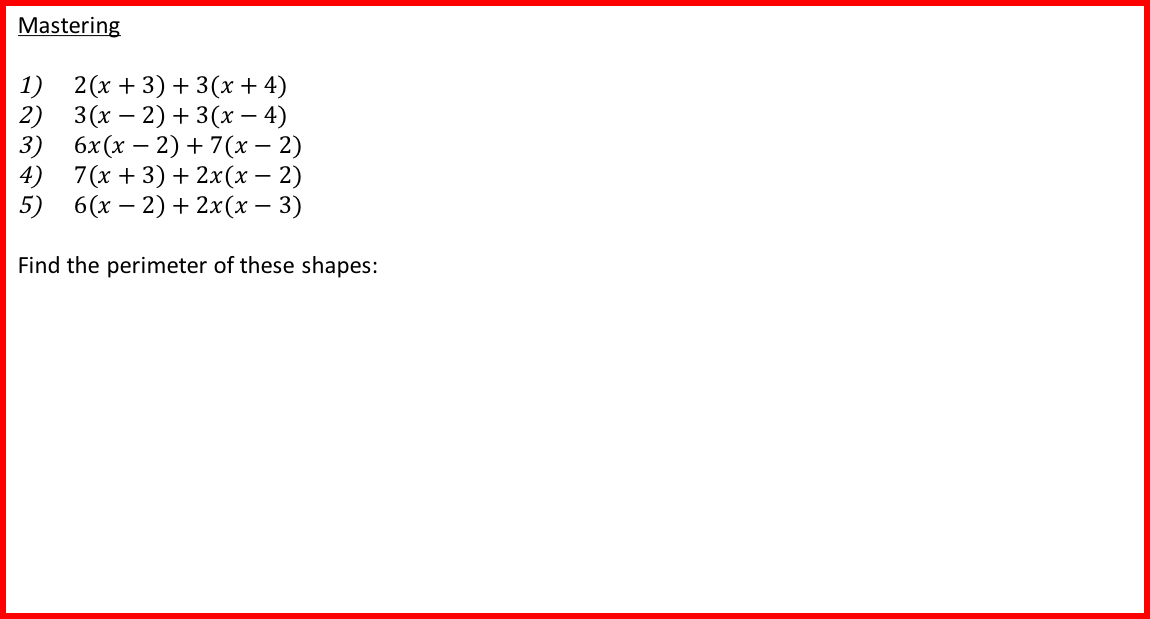 Mastering
1) 2(x + 3) + 3(x + 4)
2) 3(x − 2) + 3(x − 4)
3) 6x(x − 2) + 7(x − 2)
4) 7(x + 3) + 2x(x − 2)
5) 6(x − 2) + 2x(x − 3)
Find the perimeter of these shapes: